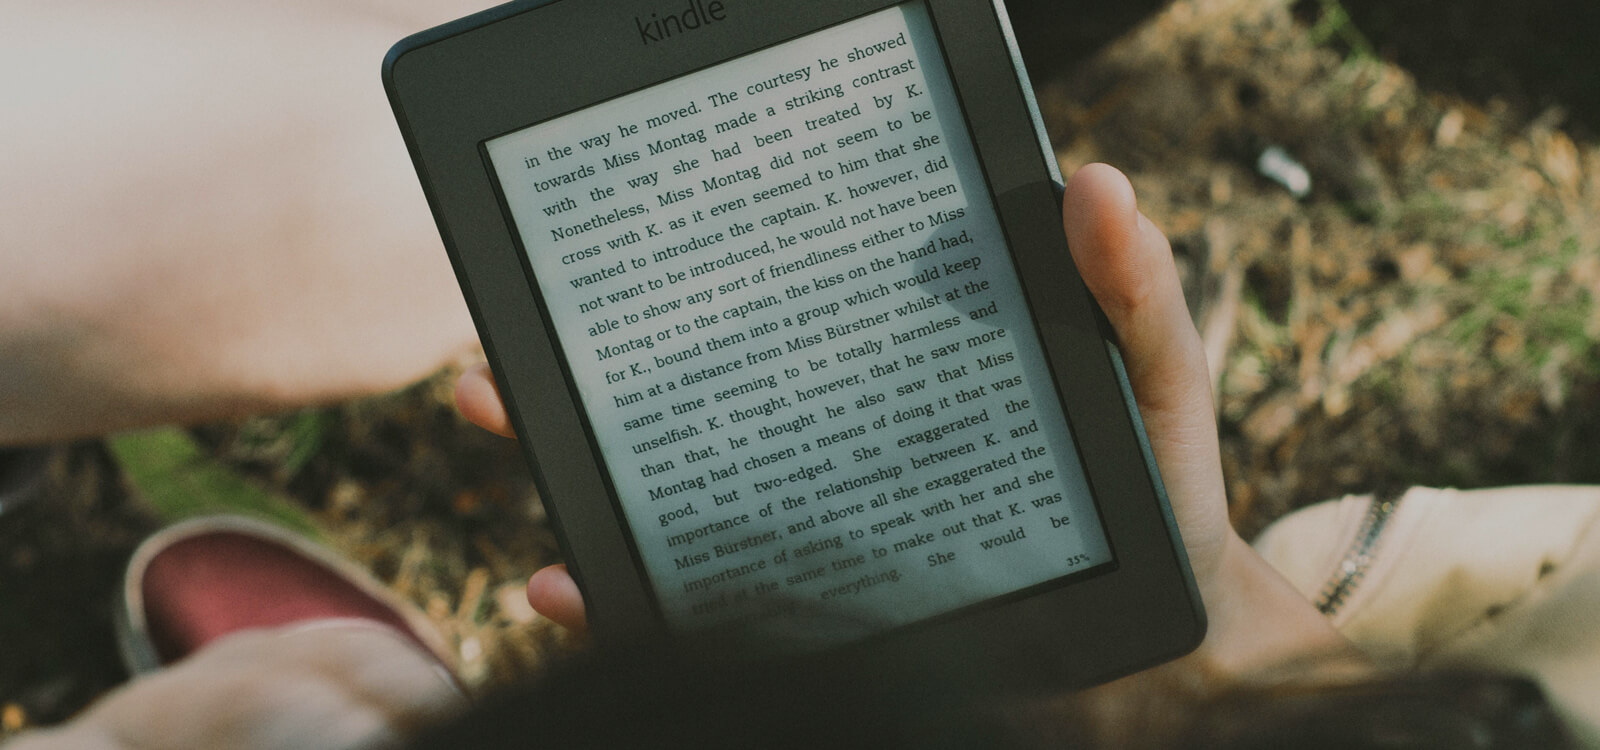 kindle
in the way he moved. The courtesy he showed
towards Miss Montag made a striking contrast
with the way she had been treated by K.
Nonetheless, Miss Montag did not seem to be
cross with K. as it even seemed to him that she
wanted to introduce the captain. K. however, did
not want to be introduced, he would not have been
able to show any sort of friendliness either to Miss
Montag or to the captain, the kiss on the hand had,
for K., bound them into a group which would keep
him at a distance from Miss Bürstner whilst at the
same time seeming to be totally harmless and
unselfish. K. thought, however, that he saw more
than that, he thought he also saw that Miss
Montag had chosen a means of doing it that was
good, but two-edged. She exaggerated the
importance of the relationship between K. and
Miss Bürstner, and above all she exaggerated the
importance of asking to speak with her and she
tried at the same time to make out that K. was
everything. She would be
35%